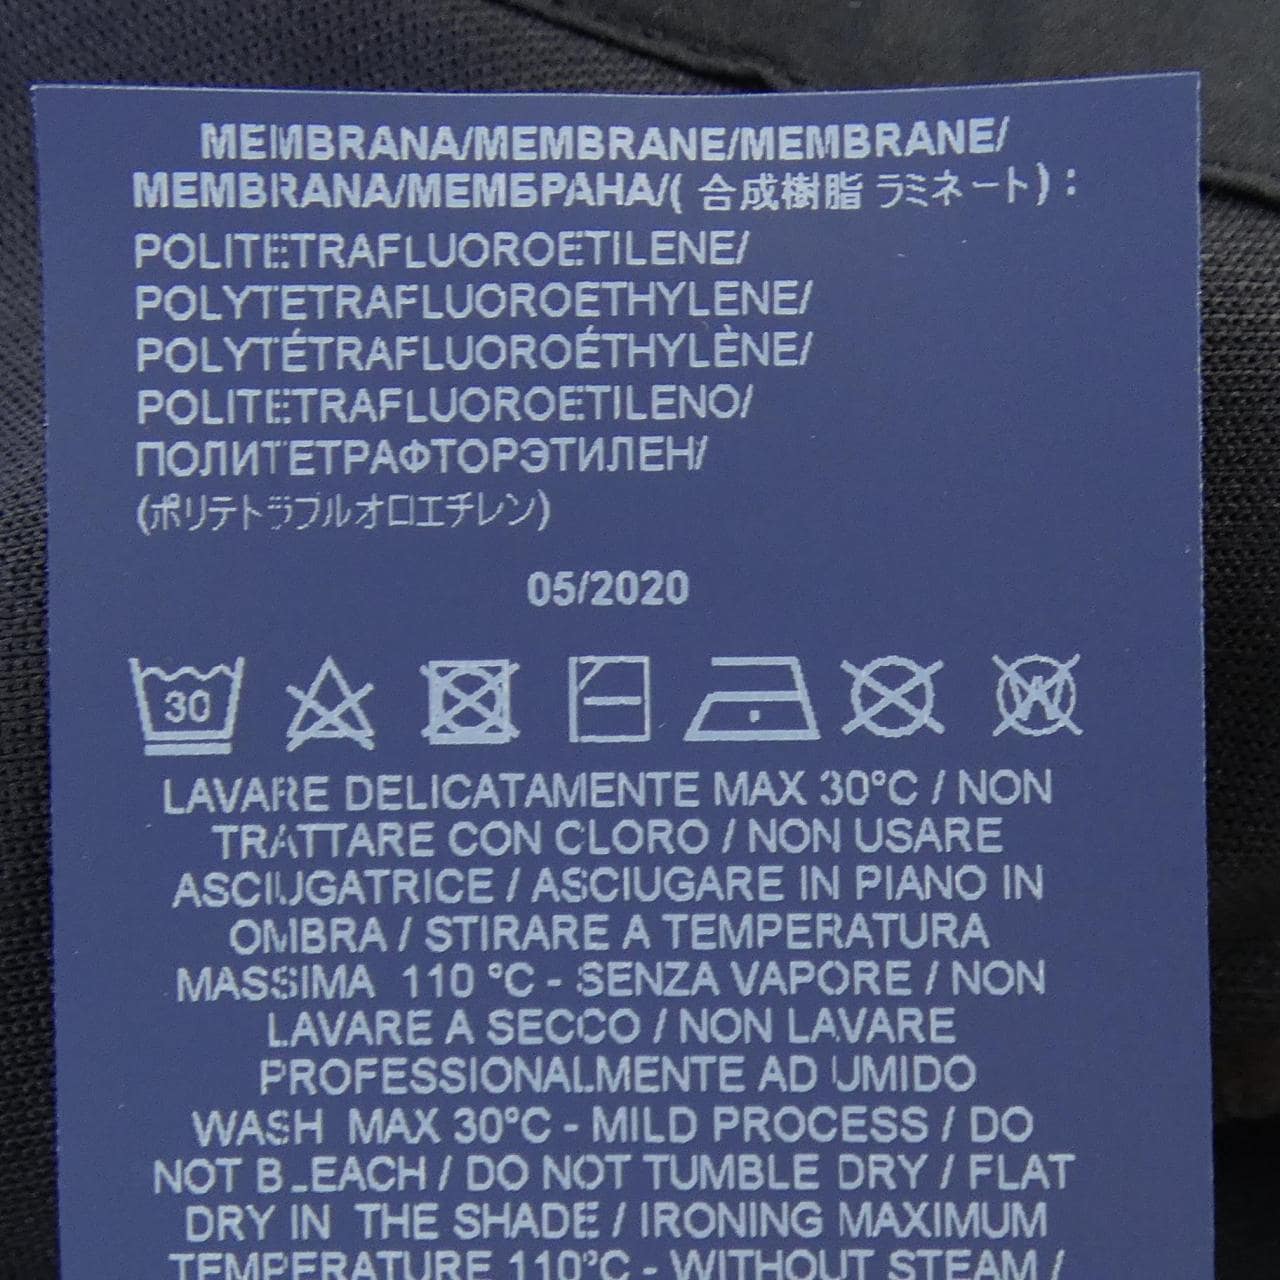 MEMBRANA/MEMBRANE/MEMBRANE/
MEMBRANA/МЕМБРАНА/( 合成樹脂 ラミネート) :
POLITETRAFLUOROETILENE/
POLYTETRAFLUOROETHYLENE/
POLYTÉTRAFLUOROÉTHYLÈNE/
POLITETRAFLUOROETILENO/
ПОЛИТЕТРАФТОРЭТИЛЕН/
(ポリテトラフルオロエチレン)
05/2020
30 W
LAVARE DELICATAMENTE MAX 30°C / NON
TRATTARE CON CLORO / NON USARE
ASCIUGATRICE / ASCIUGARE IN PIANO IN
OMBRA / STIRARE A TEMPERATURA
MASSIMA 110 °C - SENZA VAPORE / NON
LAVARE A SECCO / NON LAVARE
PROFESSIONALMENTE AD UMIDO
WASH MAX 30°C - MILD PROCESS / DO
NOT BLEACH / DO NOT TUMBLE DRY / FLAT
DRY IN THE SHADE / IRONING MAXIMUM
TEMPERATURE 110°C - WITHOUT STEAM /